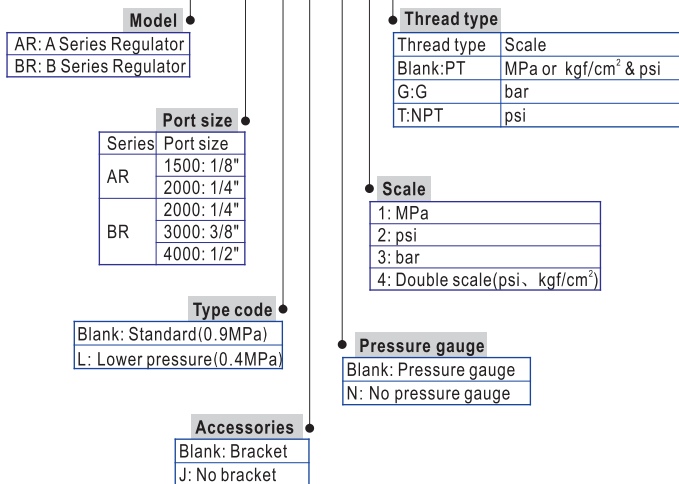 Model
AR: A Series Regulator
BR: B Series Regulator
Port size
Series Port size
AR
1500: 1/8"
2000: 1/4"
BR
2000: 1/4"
3000: 3/8"
4000: 1/2"
Type code
Blank: Standard(0.9MPa)
L: Lower pressure(0.4MPa)
Accessories
Blank: Bracket
J: No bracket
Pressure gauge
Blank: Pressure gauge
N: No pressure gauge
Scale
1: MPa
2: psi
3: bar
4: Double scale(psi、kgf/cm²)
Thread type
Thread type Scale
Blank:PT MPa or kgf/cm² & psi
G:G bar
T:NPT psi